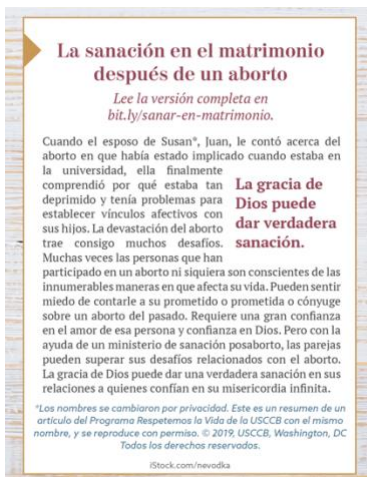 La sanación en el matrimonio
después de un aborto
Lee la versión completa en
bit.ly/sanar-en-matrimonio.
Cuando el esposo de Susan*, Juan, le contó acerca del
aborto en que había estado implicado cuando estaba en
la universidad, ella finalmente
comprendió por qué estaba tan
deprimido y tenía problemas para
establecer vínculos afectivos con
sus hijos. La devastación del aborto
trae consigo muchos desafíos.
Muchas veces las personas que han
La gracia de
Dios puede
dar verdadera
sanación.
participado en un aborto ni siquiera son conscientes de las
innumerables maneras en que afecta su vida. Pueden sentir
miedo de contarle a su prometido o prometida o cónyuge
sobre un aborto del pasado. Requiere una gran confianza
en el amor de esa persona y confianza en Dios. Pero con la
ayuda de un ministerio de sanación posaborto, las parejas
pueden superar sus desafíos relacionados con el aborto.
La gracia de Dios puede dar una verdadera sanación en sus
relaciones a quienes confían en su misericordia infinita.
*Los nombres se cambiaron por privacidad. Este es un resumen de un
artículo del Programa Respetemos la Vida de la USCCB con el mismo
nombre, y se reproduce con permiso. © 2019, USCCB, Washington, DC
Todos los derechos reservados.
iStock.com/nevodka